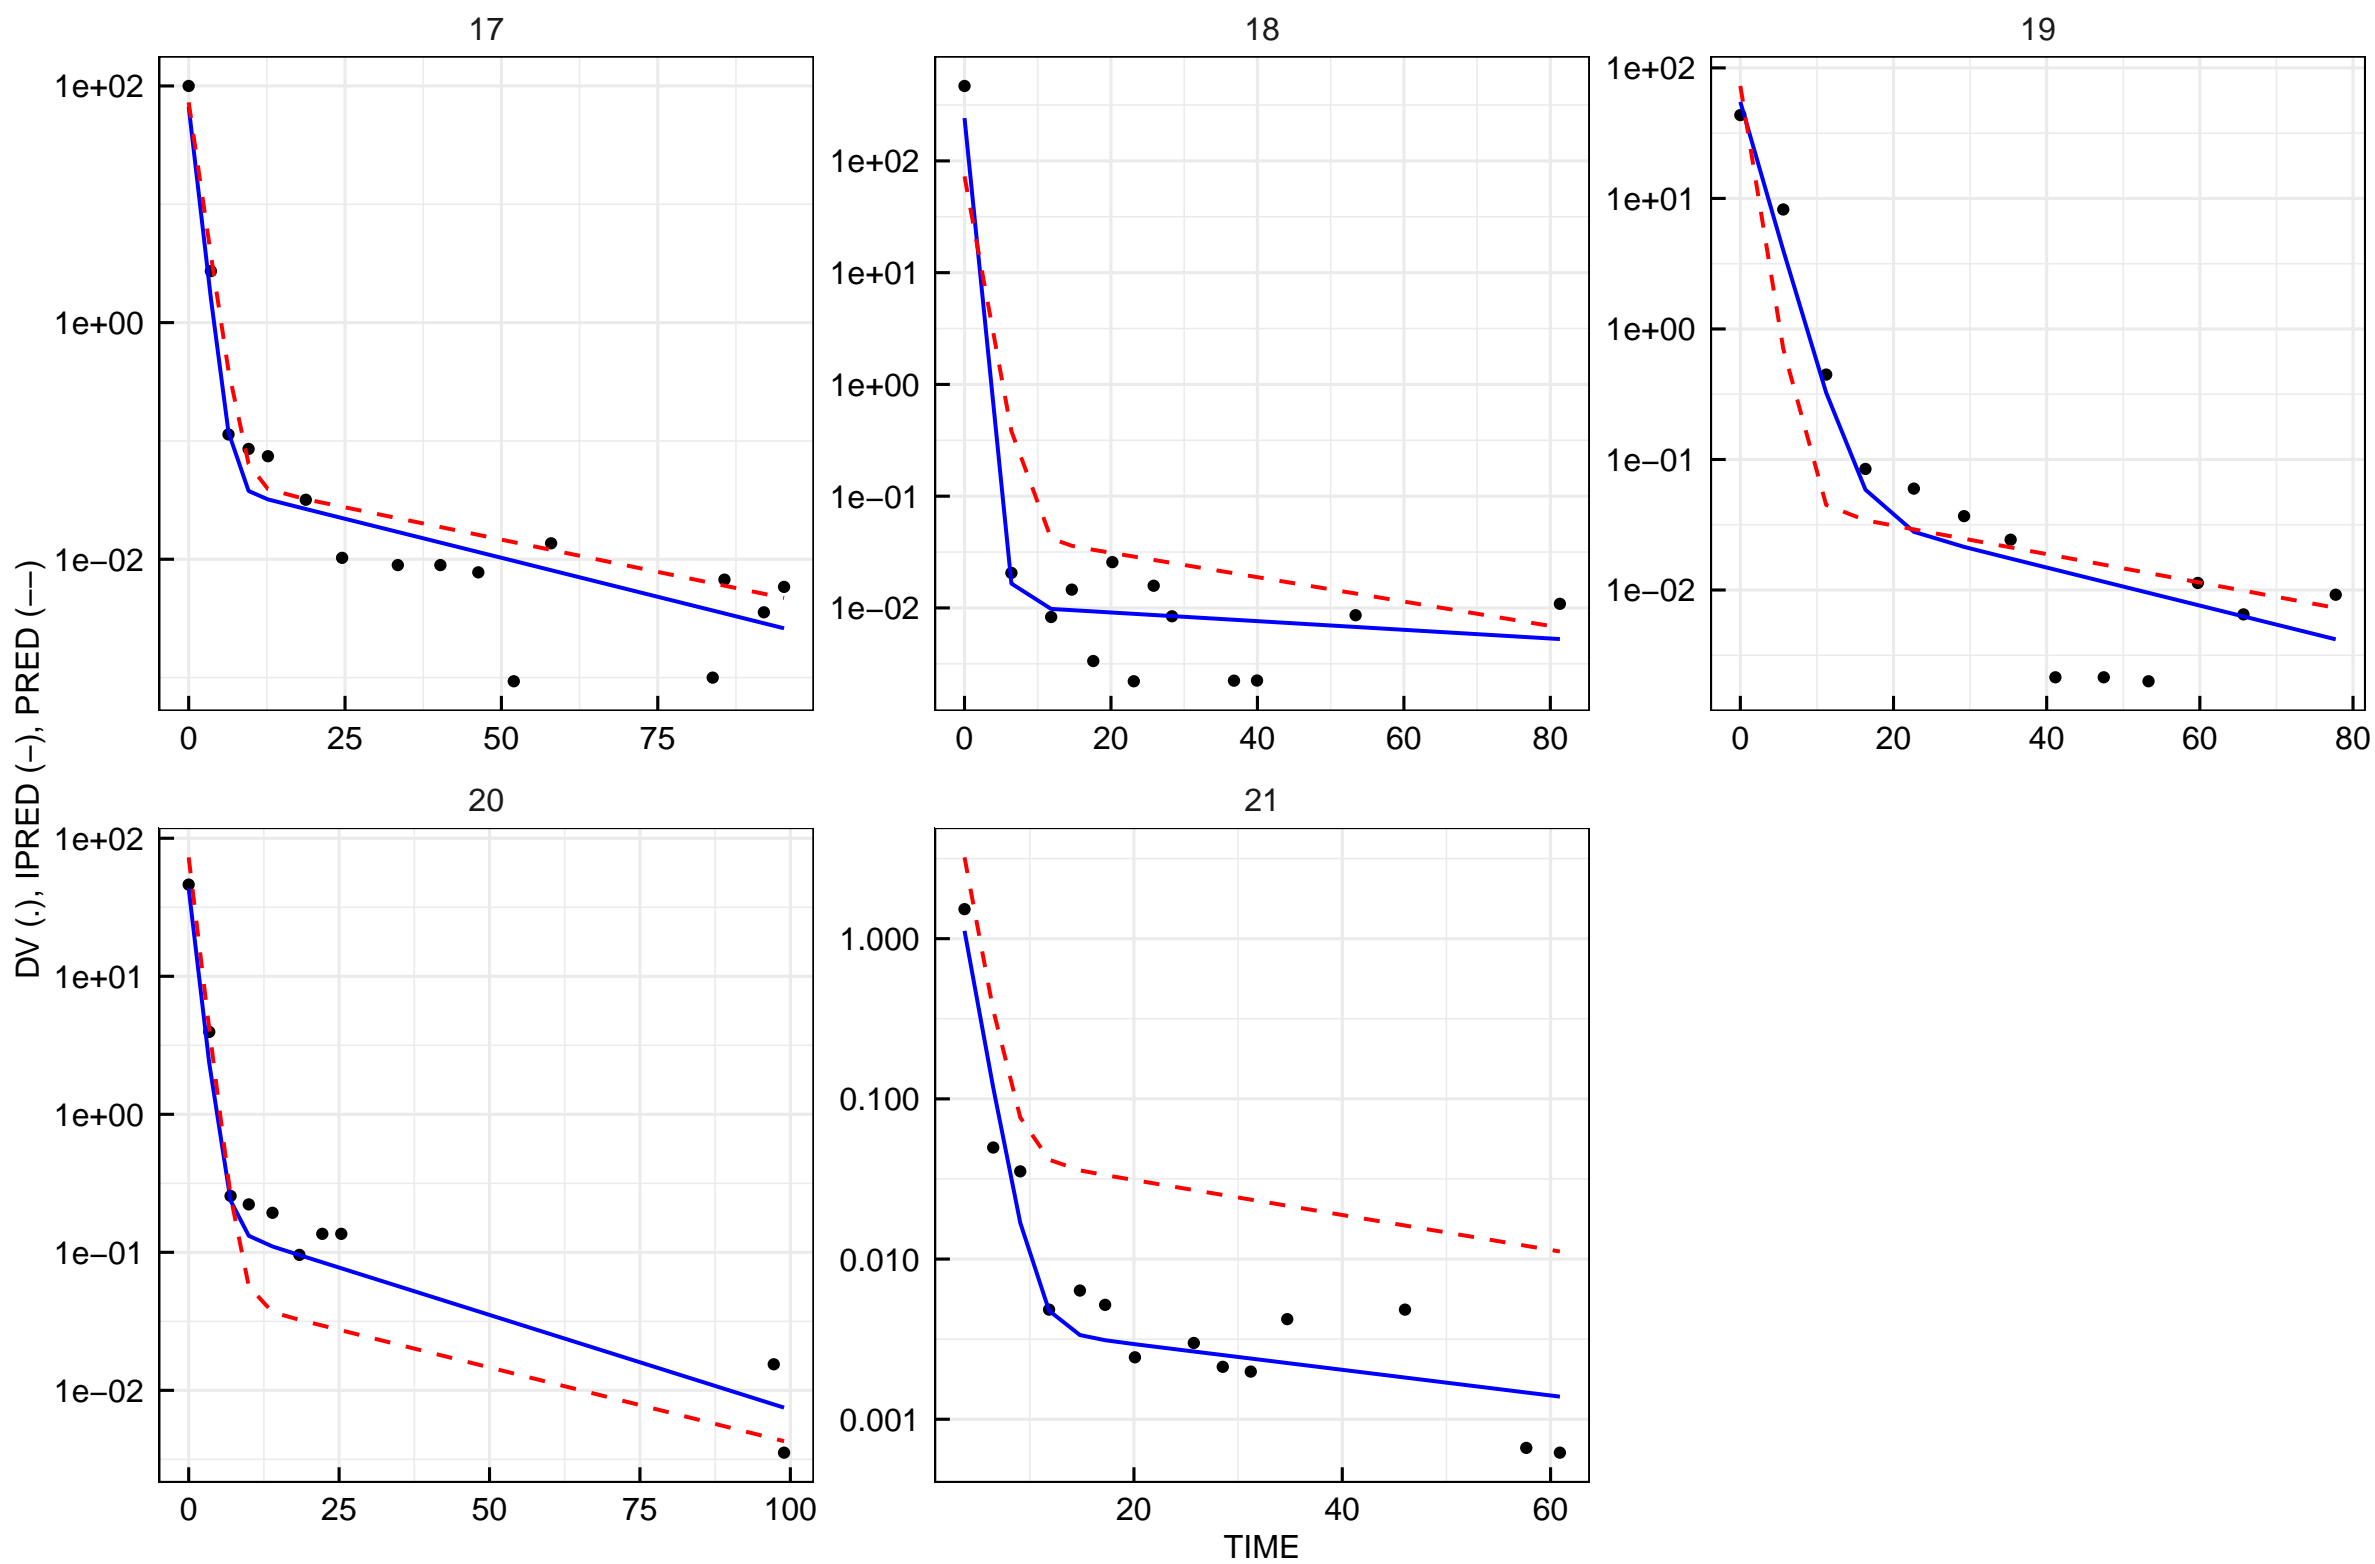 17
18
19
1e+02
1e+00
1e−02
0 25 50 75
1e+02
1e+01
1e+00
1e−01
1e−02
0 20 40 60 80
1e+02
1e+01
1e+00
1e−01
1e−02
0 20 40 60 80
DV (.), IPRED (−), PRED (−−)
20
21
1e+02
1e+01
1e+00
1e−01
1e−02
0 25 50 75 100
1.000
0.100
0.010
0.001
20 40 60
TIME